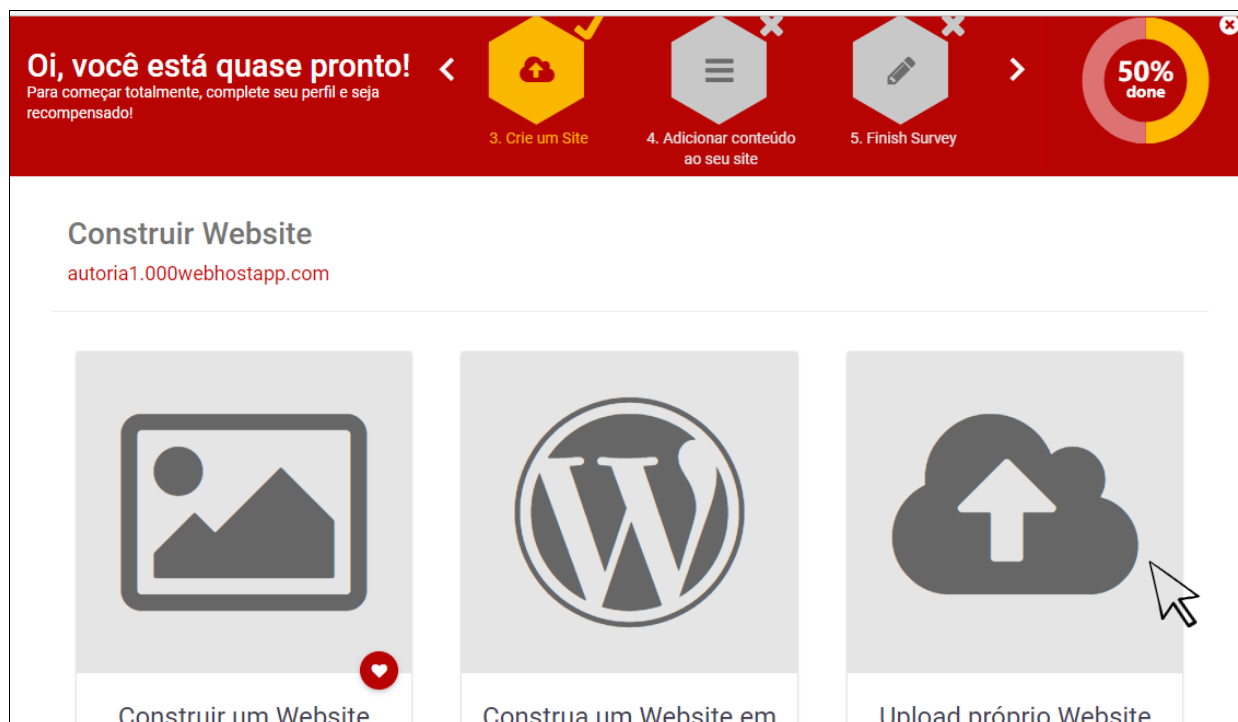 Oi, você está quase pronto!
Para começar totalmente, complete seu perfil e seja
recompensado!
3. Crie um Site
4. Adicionar conteúdo
ao seu site
5. Finish Survey
50%
done
Construir Website
autoria1.000webhostapp.com
Construir um Website
Construa um Website em
Upload próprio Website